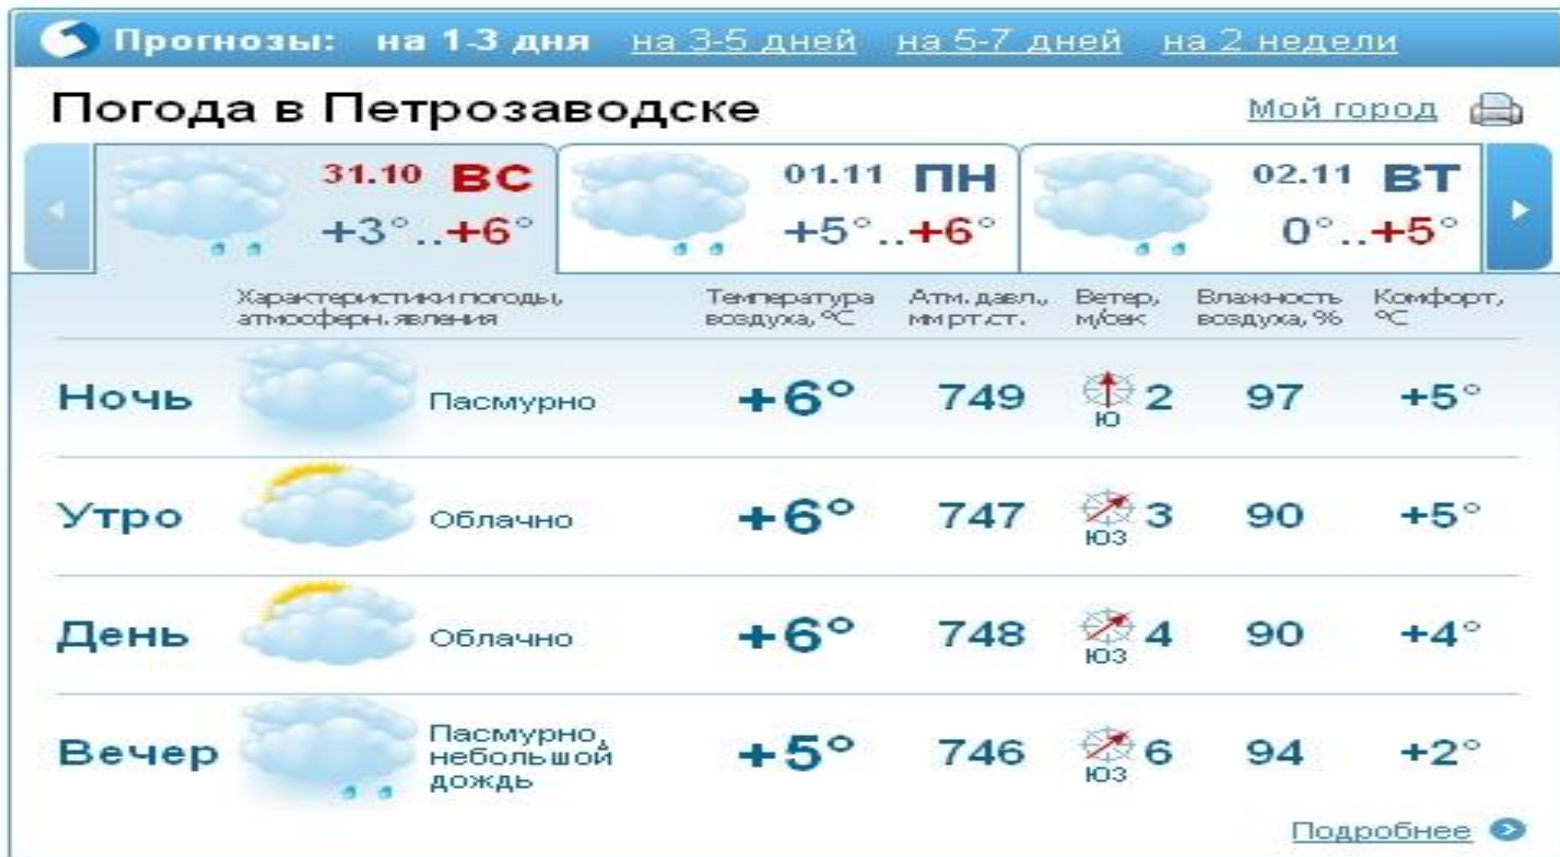 Прогнозы: на 1-3 дня на 3-5 дней на 5-7 дней на 2 недели
Погода в Петрозаводске Мой город
31.10 ВС 01.11 ПН 02.11 ВТ
+3°..+6° +5°..+6° 0°..+5°
Характеристики погоды, Температура Атм. давл., Ветер, Влажность Комфорт,
атмосферн. явления воздуха, °C мм рт.ст. м/сек воздуха, % °C
Ночь Пасмурно +6° 749 2 97 +5°
Ю
Утро Облачно +6° 747 3 90 +5°
ЮЗ
День Облачно +6° 748 4 90 +4°
ЮЗ
Пасмурно,
Вечер небольшой +5° 746 6 94 +2°
дождь ЮЗ
Подробнее